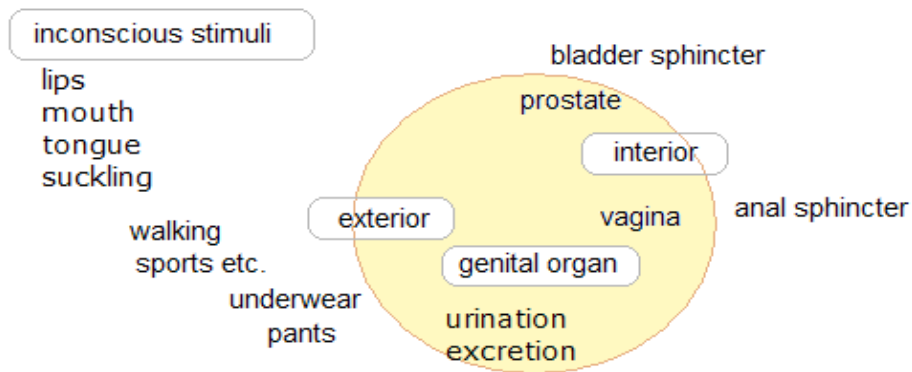 inconscious stimuli
lips
mouth
tongue
suckling
bladder sphincter
prostate
interior
exterior
vagina
anal sphincter
walking
sports etc.
genital organ
underwear
pants
urination
excretion